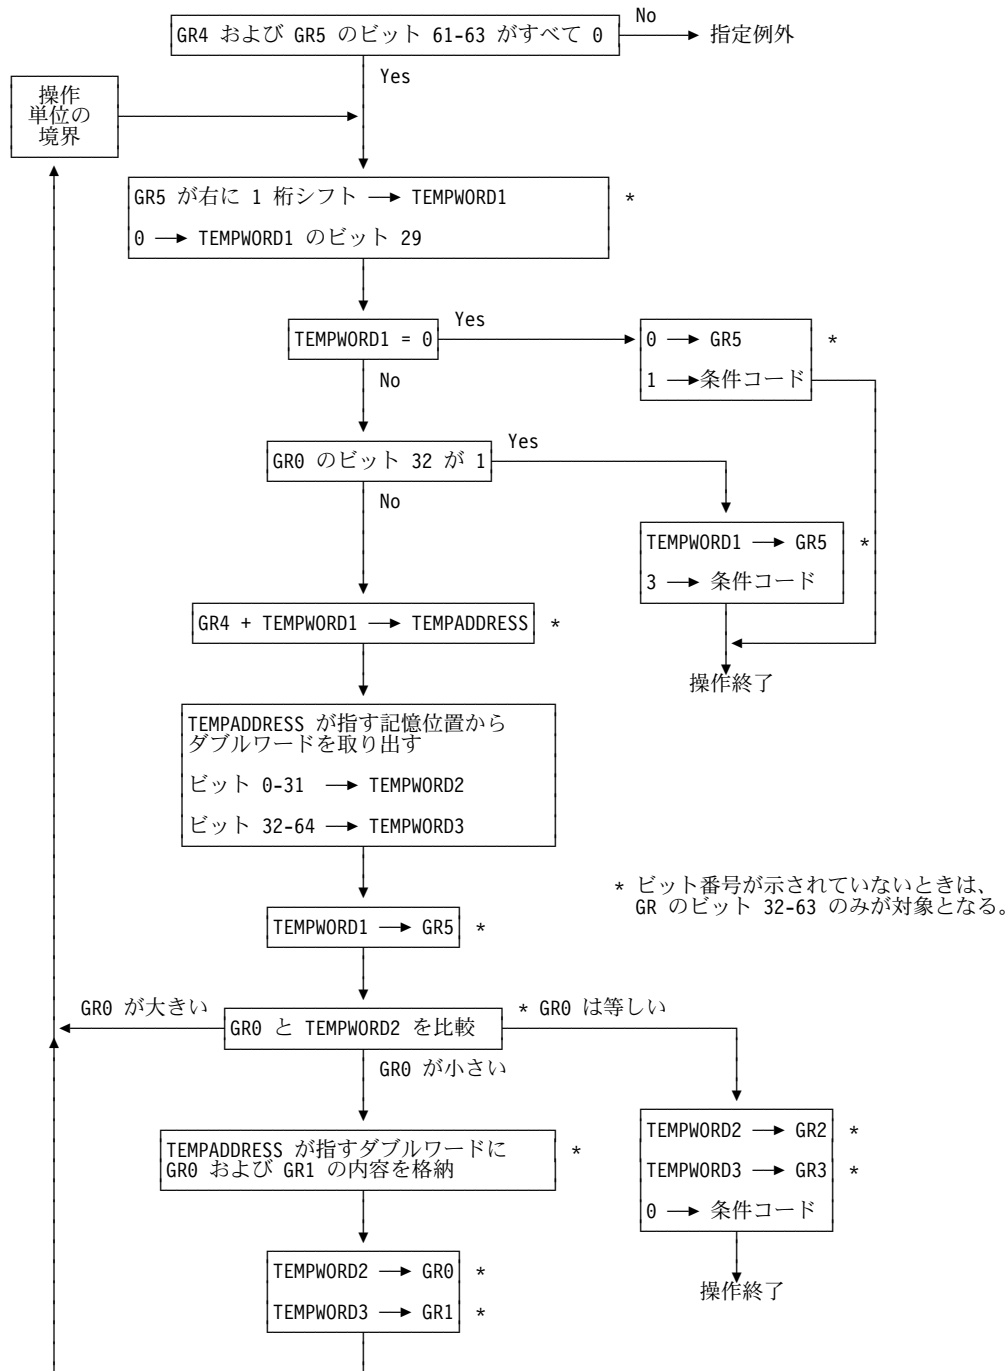 GR4 および GR5 のビット 61-63 がすべて 0
No
指定例外
Yes
操作
単位の
境界
GR5 が右に 1 桁シフト → TEMPWORD1
*
0 → TEMPWORD1 のビット 29
TEMPWORD1 = 0
Yes
0 → GR5
*
1 →条件コード
No
GR0 のビット 32 が 1
Yes
No
TEMPWORD1 → GR5
*
3 → 条件コード
GR4 + TEMPWORD1 → TEMPADDRESS
*
操作終了
TEMPADDRESS が指す記憶位置から
ダブルワードを取り出す
ビット 0-31 → TEMPWORD2
ビット 32-64 → TEMPWORD3
* ビット番号が示されていないときは、
GR のビット 32-63 のみが対象となる。
TEMPWORD1 → GR5
*
GR0 が大きい
GR0 と TEMPWORD2 を比較
* GR0 は等しい
GR0 が小さい
TEMPWORD2 → GR2
*
TEMPWORD3 → GR3
*
0 → 条件コード
操作終了
TEMPADDRESS が指すダブルワードに
GR0 および GR1 の内容を格納
*
TEMPWORD2 → GR0
*
TEMPWORD3 → GR1
*